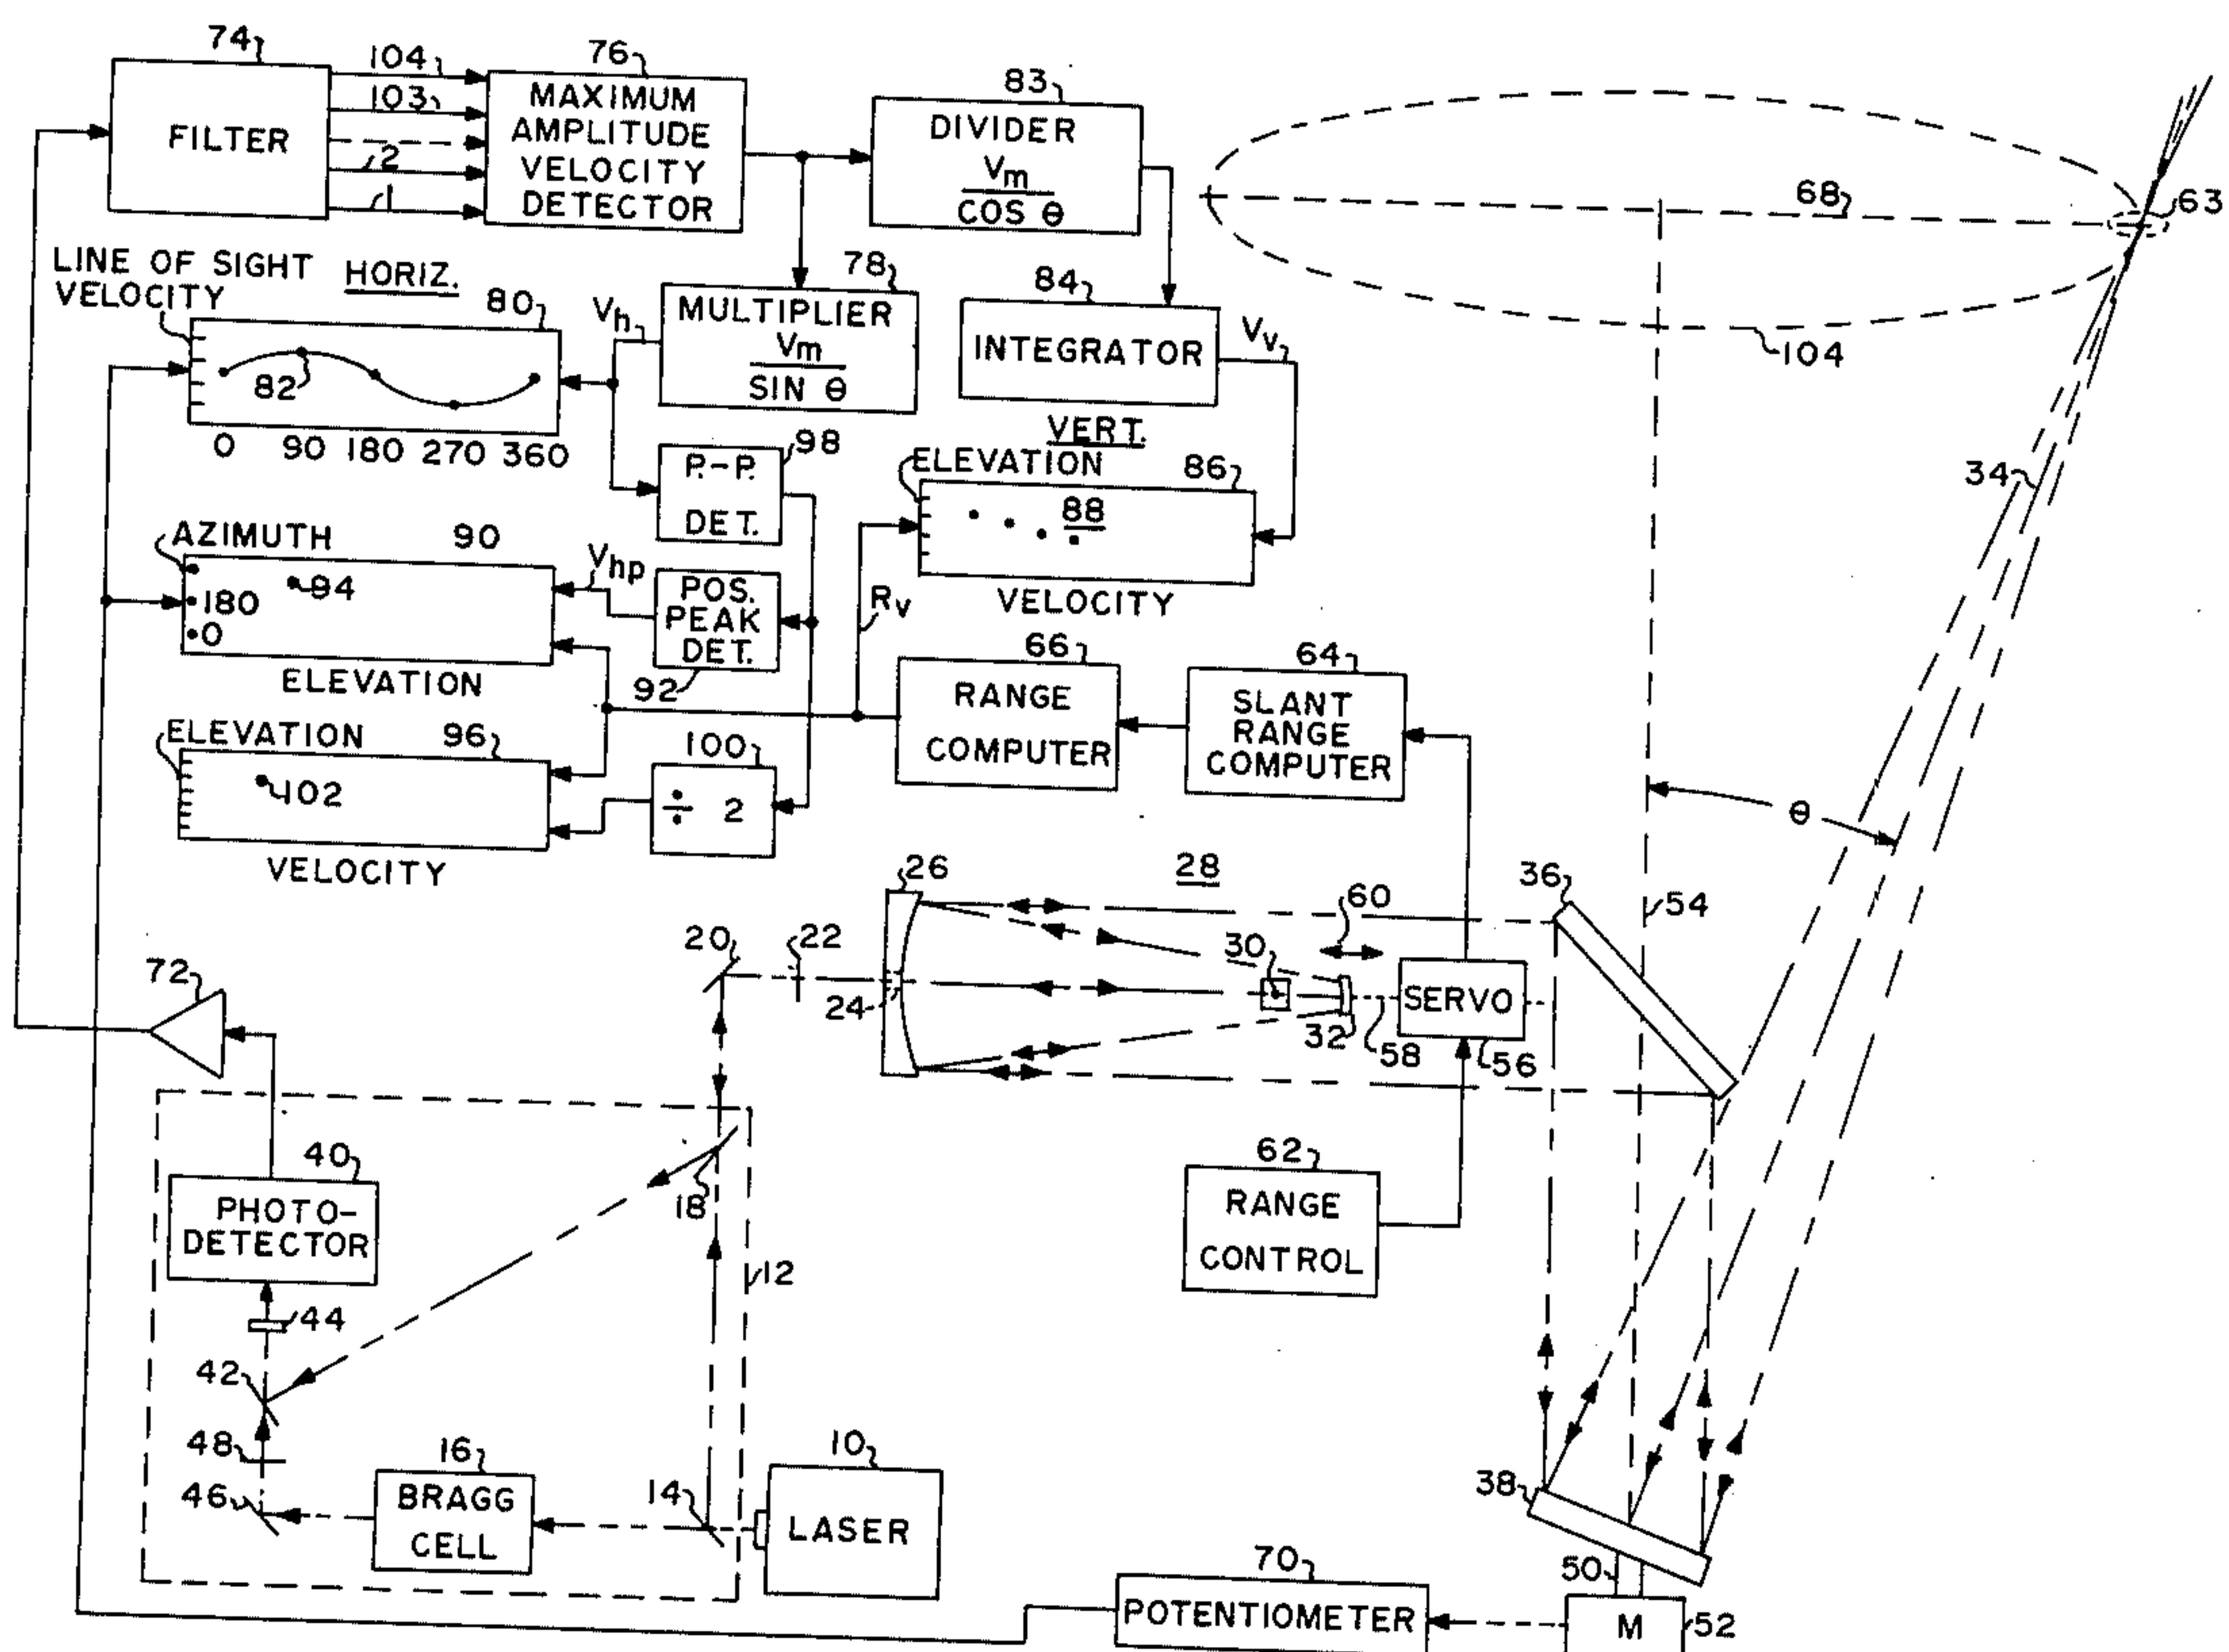 74
104
76
83
FILTER
103
2
1
MAXIMUM
AMPLITUDE
VELOCITY
DETECTOR
DIVIDER
Vm
COS θ
68
63
104
LINE OF SIGHT
VELOCITY
HORIZ.
80
82
0 90 180 270 360
Vh
78
MULTIPLIER
Vm
SIN θ
84
INTEGRATOR
Vv
VERT.
98
P.-P.
DET.
ELEVATION
86
88
VELOCITY
34
AZIMUTH
90
94
180
0
ELEVATION
Vhp
POS.
PEAK
DET.
92
Rv
66
RANGE
COMPUTER
64
SLANT
RANGE
COMPUTER
ELEVATION
96
102
VELOCITY
100
÷ 2
θ
26
28
36
54
60
20
22
24
30
32
58
SERVO
56
72
40
PHOTO-
DETECTOR
18
12
62
RANGE
CONTROL
44
42
48
46
16
BRAGG
CELL
14
10
LASER
38
50
70
POTENTIOMETER
M
52